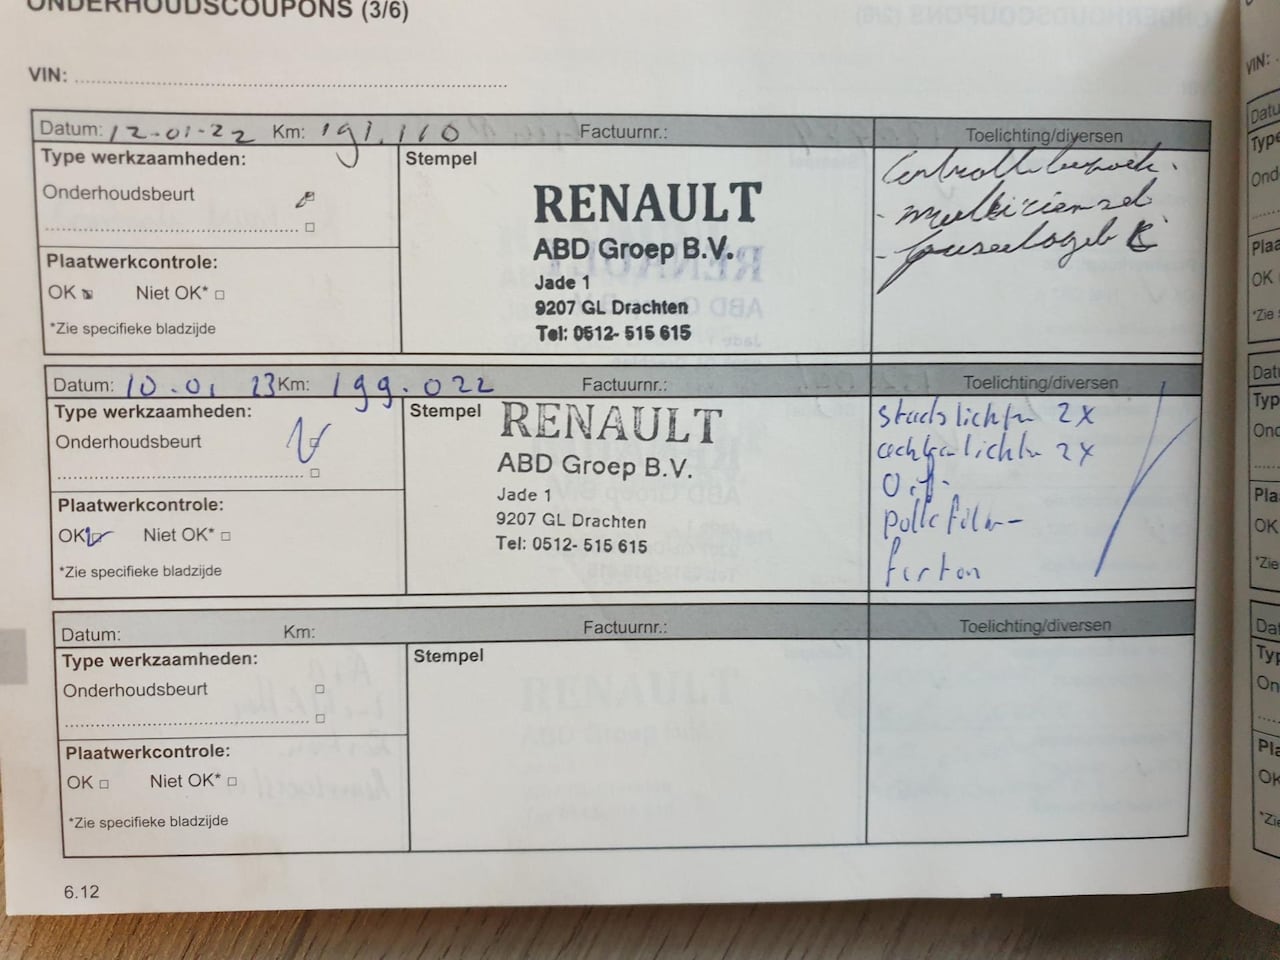 ONDERHOUDSCOUPONS (3/6)
VIN:
Datum: 12-01-22 Km: 191.110 Factuurnr.: Toelichting/diversen
Type werkzaamheden:
Stempel
Onderhoudsbeurt
RENAULT
ABD Groep B.V.
Jade 1
9207 GL Drachten
Tel: 0512- 515 615
Plaatwerkcontrole:
OK Niet OK*
*Zie specifieke bladzijde
- multiriem
Datum: 10.01 23 Km: 199.022 Factuurnr.: Toelichting/diversen
Type werkzaamheden:
Stempel
Onderhoudsbeurt
RENAULT
ABD Groep B.V.
Jade 1
9207 GL Drachten
Tel: 0512- 515 615
Plaatwerkcontrole:
OK Niet OK*
*Zie specifieke bladzijde
stadslichten 2x
achterlichten 2x
Datum: Km: Factuurnr.: Toelichting/diversen
Type werkzaamheden:
Stempel
Onderhoudsbeurt
Plaatwerkcontrole:
OK Niet OK*
*Zie specifieke bladzijde
6.12
VIN: